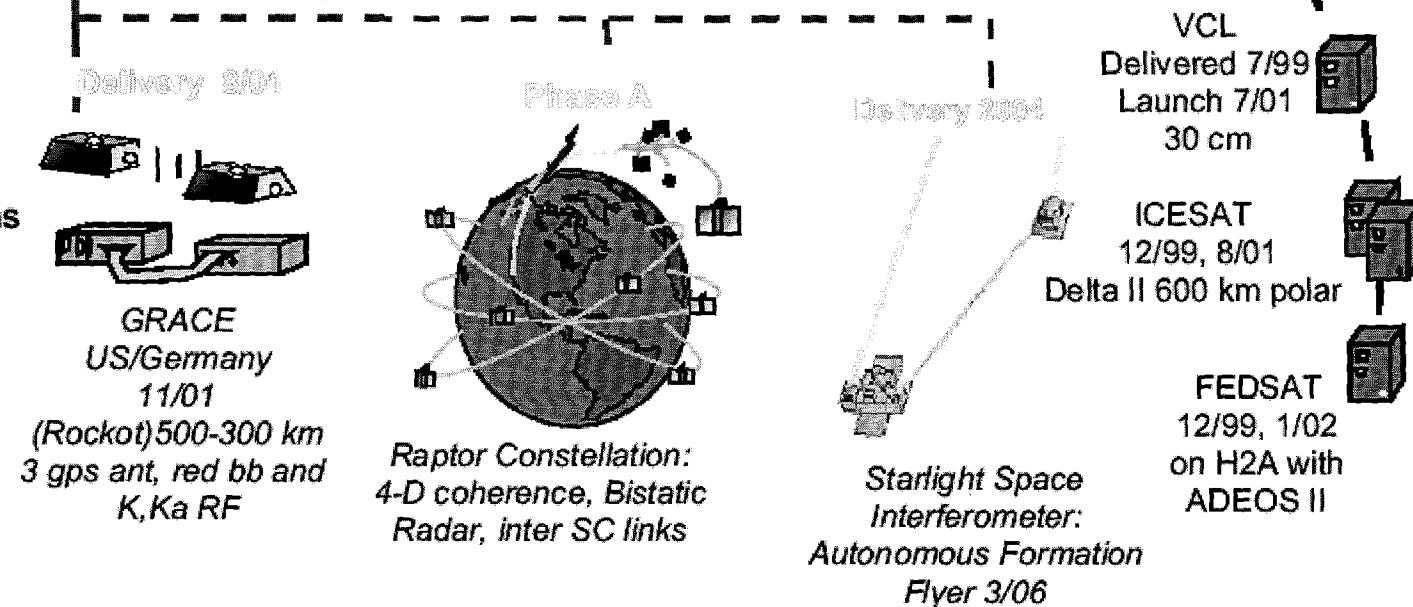 Delivery 8/01
GRACE
US/Germany
11/01
(Rockot)500-300 km
3 gps ant, red bb and
K,Ka RF
Phase A
Raptor Constellation:
4-D coherence, Bistatic
Radar, inter SC links
Delivery 2004
Starlight Space
Interferometer:
Autonomous Formation
Flyer 3/06
VCL
Delivered 7/99
Launch 7/01
30 cm
ICESAT
12/99, 8/01
Delta II 600 km polar
FEDSAT
12/99, 1/02
on H2A with
ADEOS II